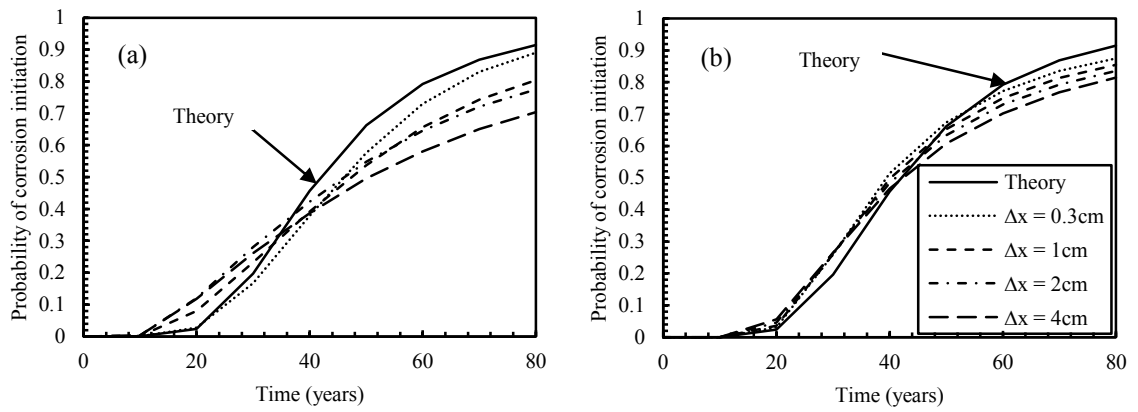 Probability of corrosion initiation
1
0.9
0.8
0.7
0.6
0.5
0.4
0.3
0.2
0.1
0
(a)
Theory
0
20
40
60
80
Time (years)
Probability of corrosion initiation
1
0.9
0.8
0.7
0.6
0.5
0.4
0.3
0.2
0.1
0
(b)
Theory
Theory
Δx = 0.3cm
Δx = 1cm
Δx = 2cm
Δx = 4cm
0
20
40
60
80
Time (years)